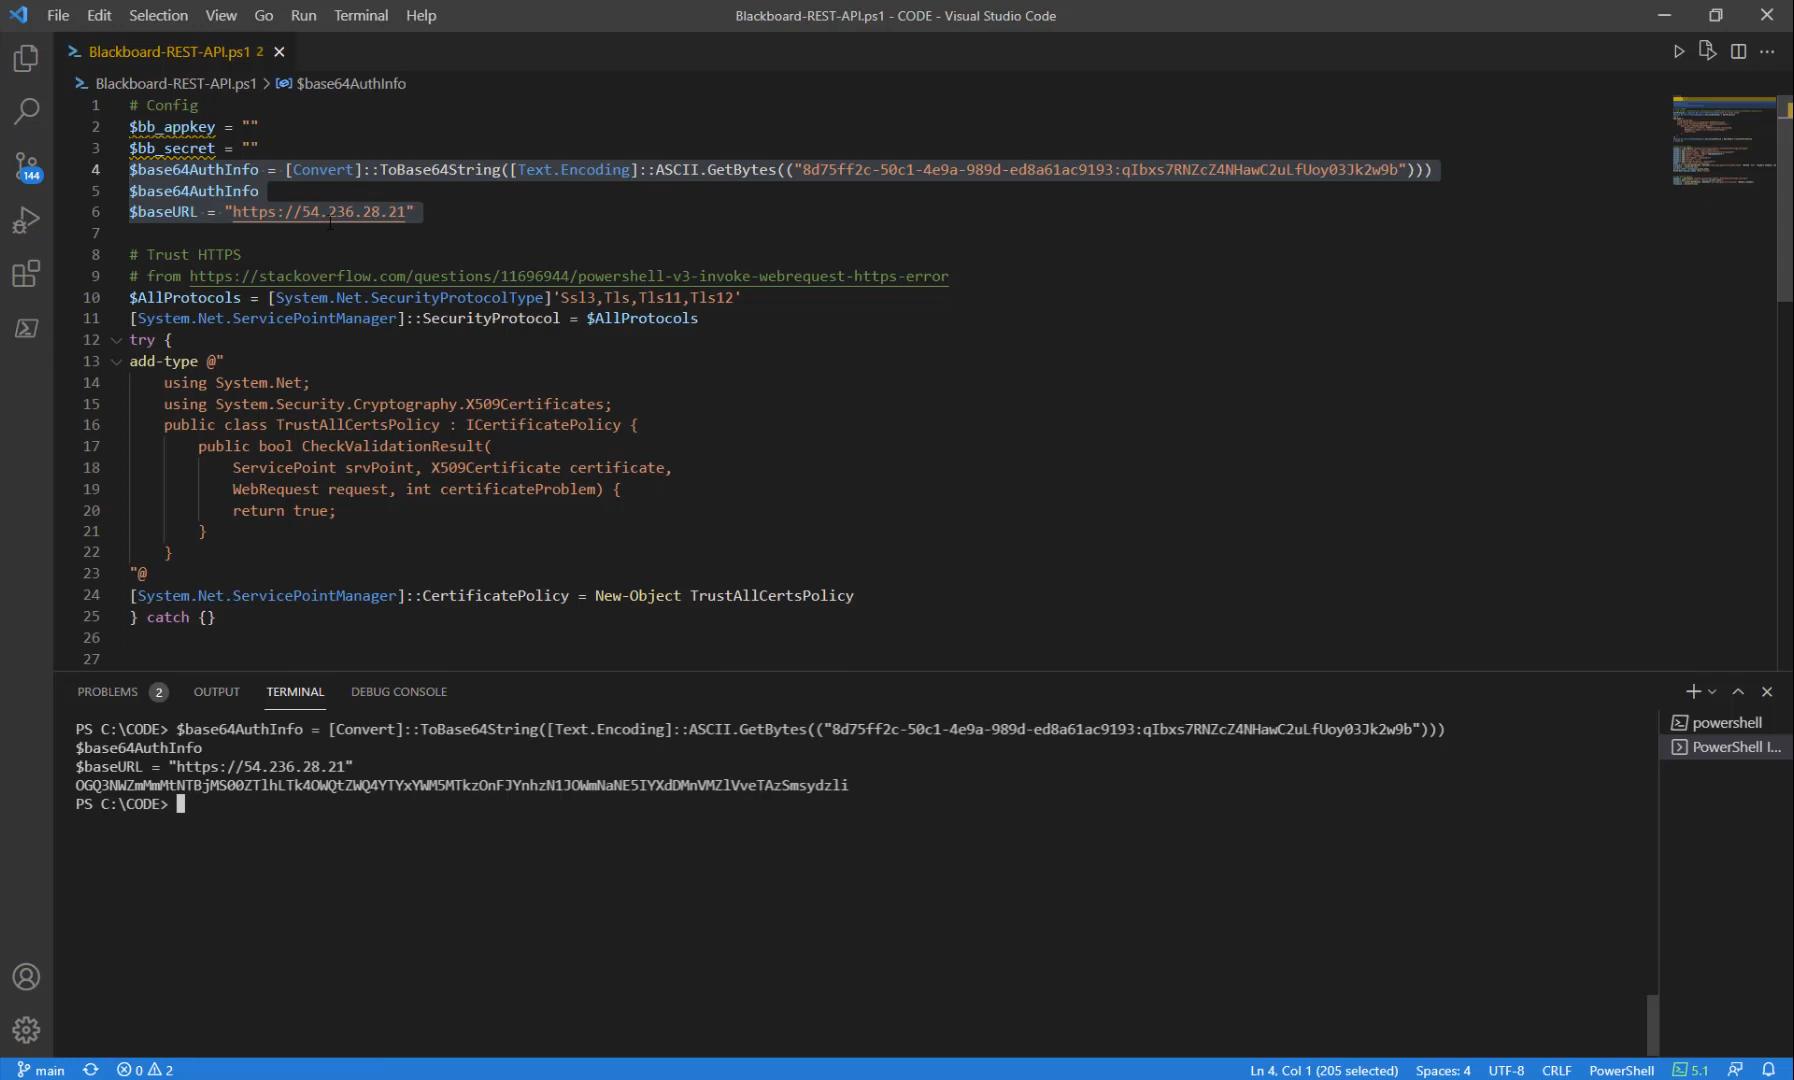 File Edit Selection View Go Run Terminal Help
Blackboard-REST-API.ps1 - CODE - Visual Studio Code
Blackboard-REST-API.ps1 2
Blackboard-REST-API.ps1 > $base64AuthInfo
1 # Config
2 $bb_appkey = ""
3 $bb_secret = ""
4 $base64AuthInfo = [Convert]::ToBase64String([Text.Encoding]::ASCII.GetBytes(("8d75ff2c-50c1-4e9a-989d-ed8a61ac9193:qIbxs7RNZcZ4NHawC2uLfUoy03Jk2w9b")))
5 $base64AuthInfo
6 $baseURL = "https://54.236.28.21"
7
8 # Trust HTTPS
9 # from https://stackoverflow.com/questions/11696944/powershell-v3-invoke-webrequest-https-error
10 $AllProtocols = [System.Net.SecurityProtocolType]'Ssl3,Tls,Tls11,Tls12'
11 [System.Net.ServicePointManager]::SecurityProtocol = $AllProtocols
12 try {
13 add-type @"
14 using System.Net;
15 using System.Security.Cryptography.X509Certificates;
16 public class TrustAllCertsPolicy : ICertificatePolicy {
17 public bool CheckValidationResult(
18 ServicePoint srvPoint, X509Certificate certificate,
19 WebRequest request, int certificateProblem) {
20 return true;
21 }
22 }
23 "@
24 [System.Net.ServicePointManager]::CertificatePolicy = New-Object TrustAllCertsPolicy
25 } catch {}
26
27
144
PROBLEMS 2 OUTPUT TERMINAL DEBUG CONSOLE
PS C:\CODE> $base64AuthInfo = [Convert]::ToBase64String([Text.Encoding]::ASCII.GetBytes(("8d75ff2c-50c1-4e9a-989d-ed8a61ac9193:qIbxs7RNZcZ4NHawC2uLfUoy03Jk2w9b")))
$base64AuthInfo
$baseURL = "https://54.236.28.21"
OGQ3NWZmMmMtNTBjMS00ZTlhLTk4OWQtZWQ4YTYxYWM5MTkzOnFJYnhzN1JOWmNaNE5IYXdDMnVMZlVveTAzSmsydzli
PS C:\CODE>
powershell
PowerShell I...
main 0 2
Ln 4, Col 1 (205 selected) Spaces: 4 UTF-8 CRLF PowerShell 5.1